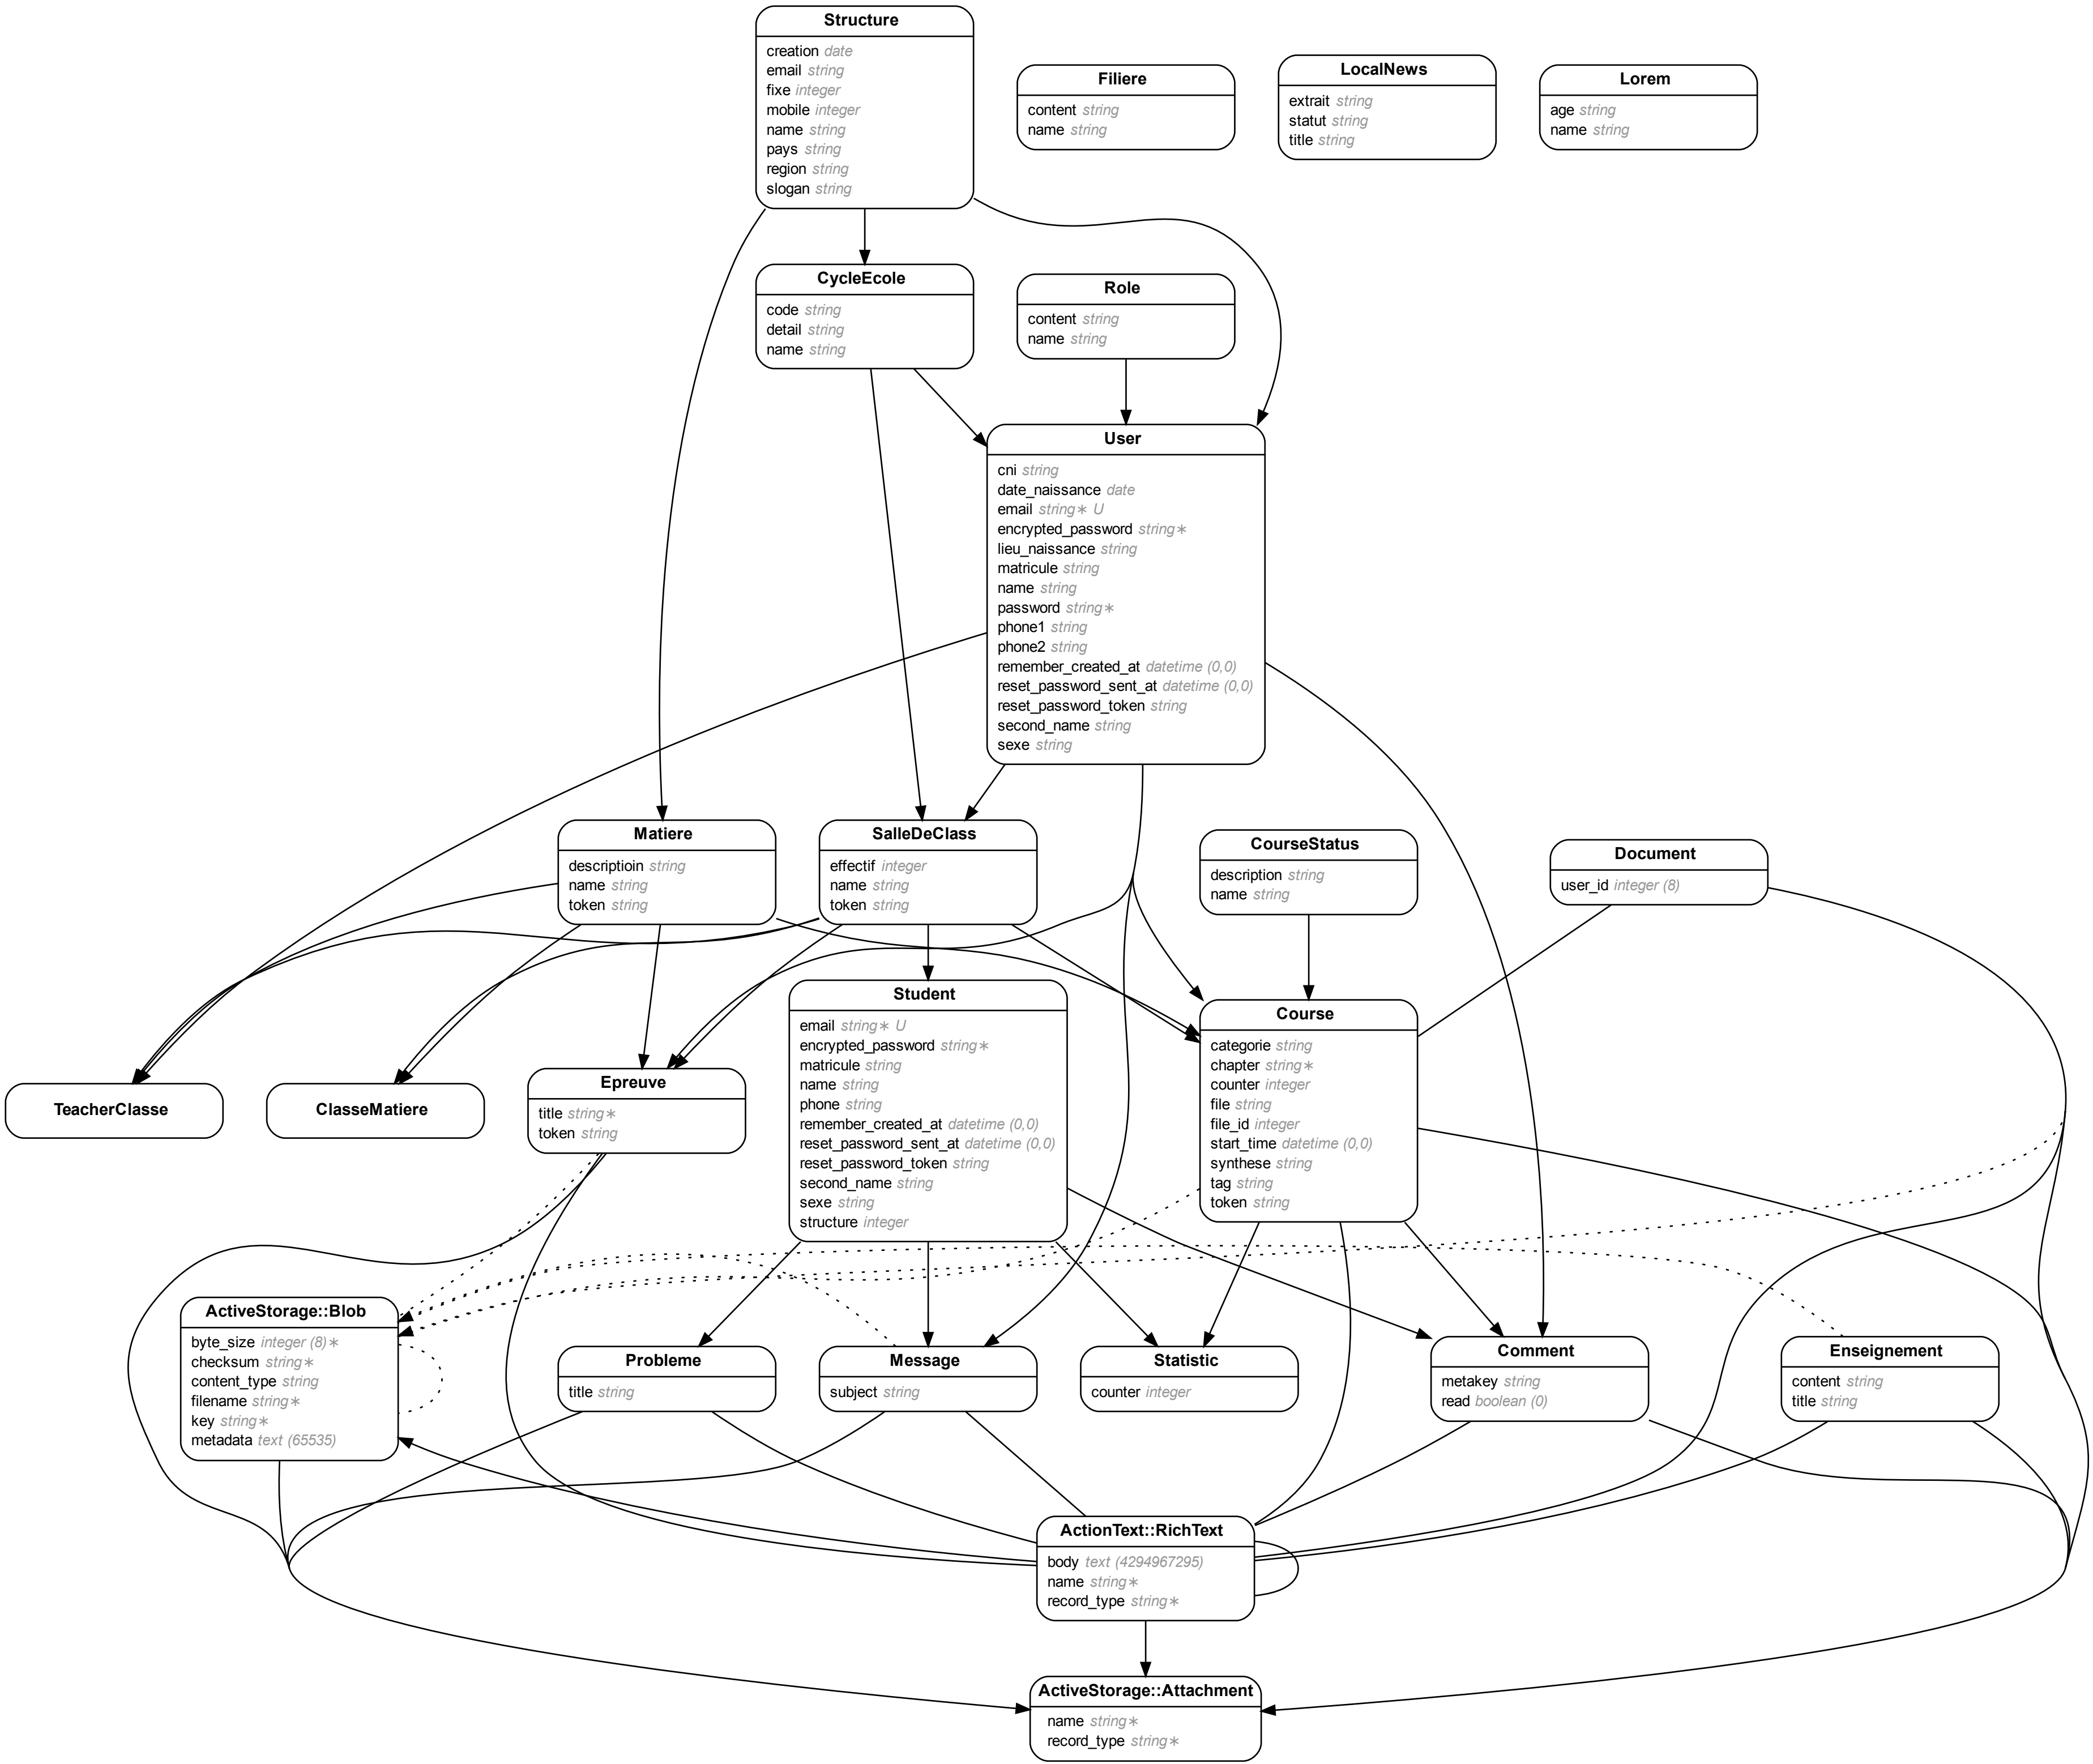 Structure
creation date
email string
fixe integer
mobile integer
name string
pays string
region string
slogan string
Filiere
content string
name string
LocalNews
extrait string
statut string
title string
Lorem
age string
name string
CycleEcole
code string
detail string
name string
Role
content string
name string
User
cni string
date_naissance date
email string∗ U
encrypted_password string∗
lieu_naissance string
matricule string
name string
password string∗
phone1 string
phone2 string
remember_created_at datetime (0,0)
reset_password_sent_at datetime (0,0)
reset_password_token string
second_name string
sexe string
Matiere
descriptioin string
name string
token string
SalleDeClass
effectif integer
name string
token string
CourseStatus
description string
name string
Document
user_id integer (8)
Student
email string∗ U
encrypted_password string∗
matricule string
name string
phone string
remember_created_at datetime (0,0)
reset_password_sent_at datetime (0,0)
reset_password_token string
second_name string
sexe string
structure integer
Course
categorie string
chapter string∗
counter integer
file string
file_id integer
start_time datetime (0,0)
synthese string
tag string
token string
TeacherClasse
ClasseMatiere
Epreuve
title string∗
token string
ActiveStorage::Blob
byte_size integer (8)∗
checksum string∗
content_type string
filename string∗
key string∗
metadata text (65535)
Probleme
title string
Message
subject string
Statistic
counter integer
Comment
metakey string
read boolean (0)
Enseignement
content string
title string
ActionText::RichText
body text (4294967295)
name string∗
record_type string∗
ActiveStorage::Attachment
name string∗
record_type string∗